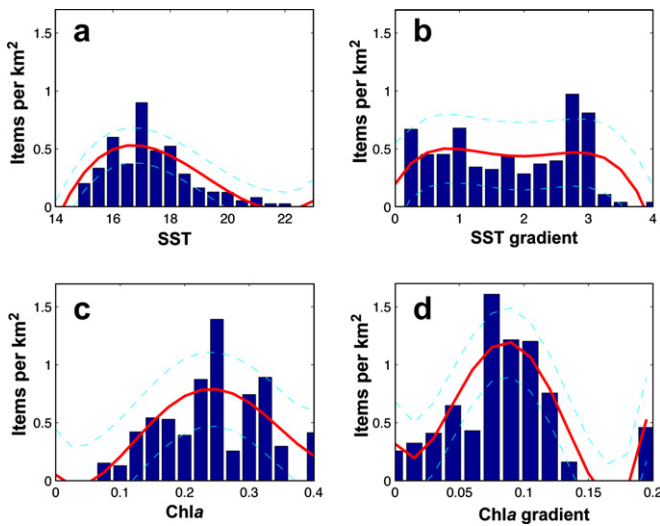 a
Items per km²
1.5
1
0.5
0
14 16 18 20 22
SST
b
Items per km²
1.5
1
0.5
0
0 1 2 3 4
SST gradient
c
Items per km²
1.5
1
0.5
0
0 0.1 0.2 0.3 0.4
Chla
d
Items per km²
1.5
1
0.5
0
0 0.05 0.1 0.15 0.2
Chla gradient